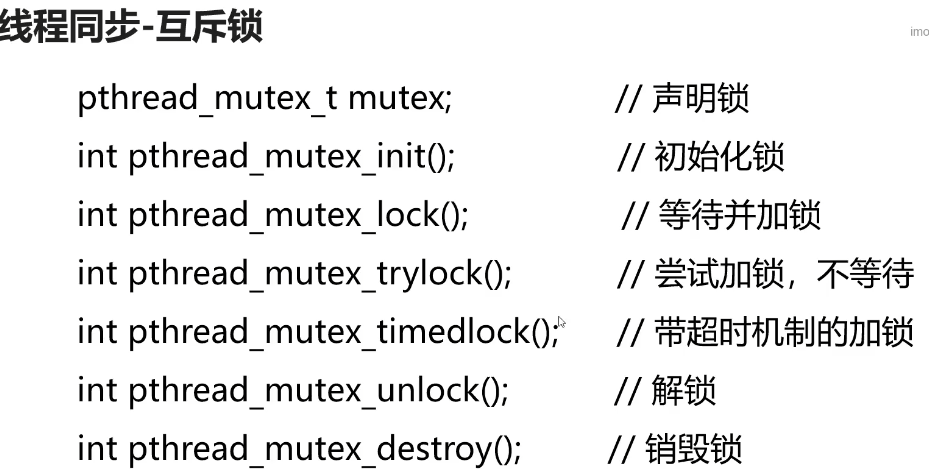 线程同步-互斥锁
imo
pthread_mutex_t mutex; // 声明锁
int pthread_mutex_init(); // 初始化锁
int pthread_mutex_lock(); // 等待并加锁
int pthread_mutex_trylock(); // 尝试加锁，不等待
int pthread_mutex_timedlock(); // 带超时机制的加锁
int pthread_mutex_unlock(); // 解锁
int pthread_mutex_destroy(); // 销毁锁